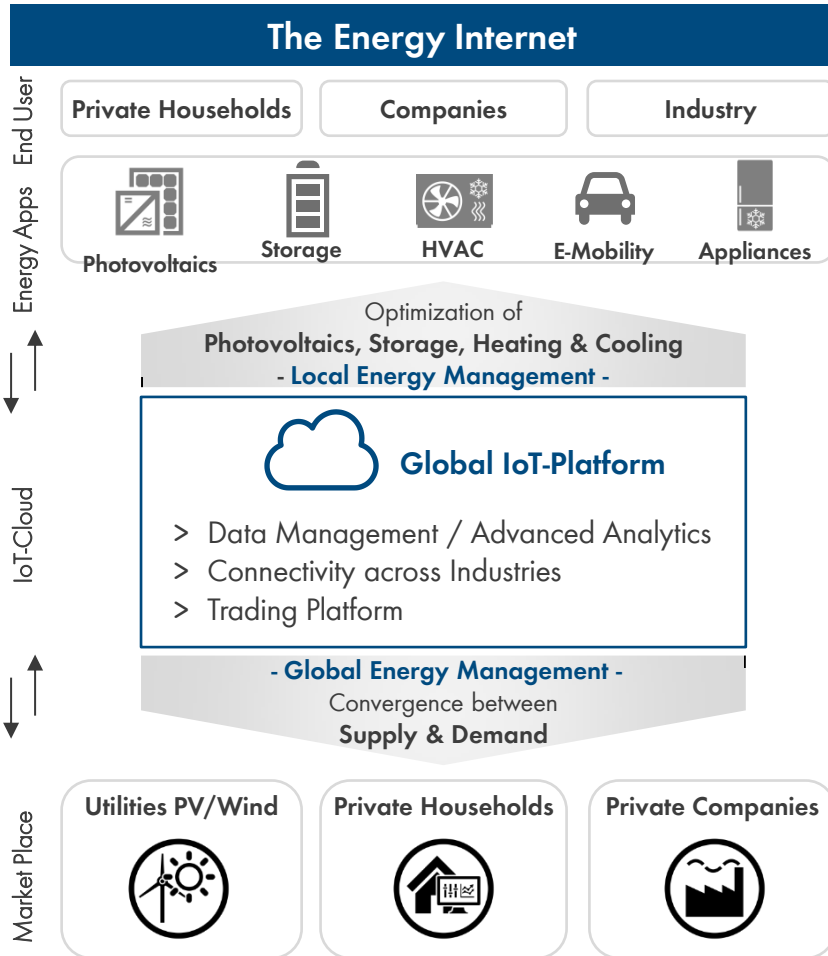 The Energy Internet
End User
Private Households
Companies
Industry
Energy Apps
Photovoltaics
Storage
HVAC
E-Mobility
Appliances
Optimization of
Photovoltaics, Storage, Heating & Cooling
- Local Energy Management -
IoT-Cloud
Global IoT-Platform
> Data Management / Advanced Analytics
> Connectivity across Industries
> Trading Platform
- Global Energy Management -
Convergence between
Supply & Demand
Market Place
Utilities PV/Wind
Private Households
Private Companies